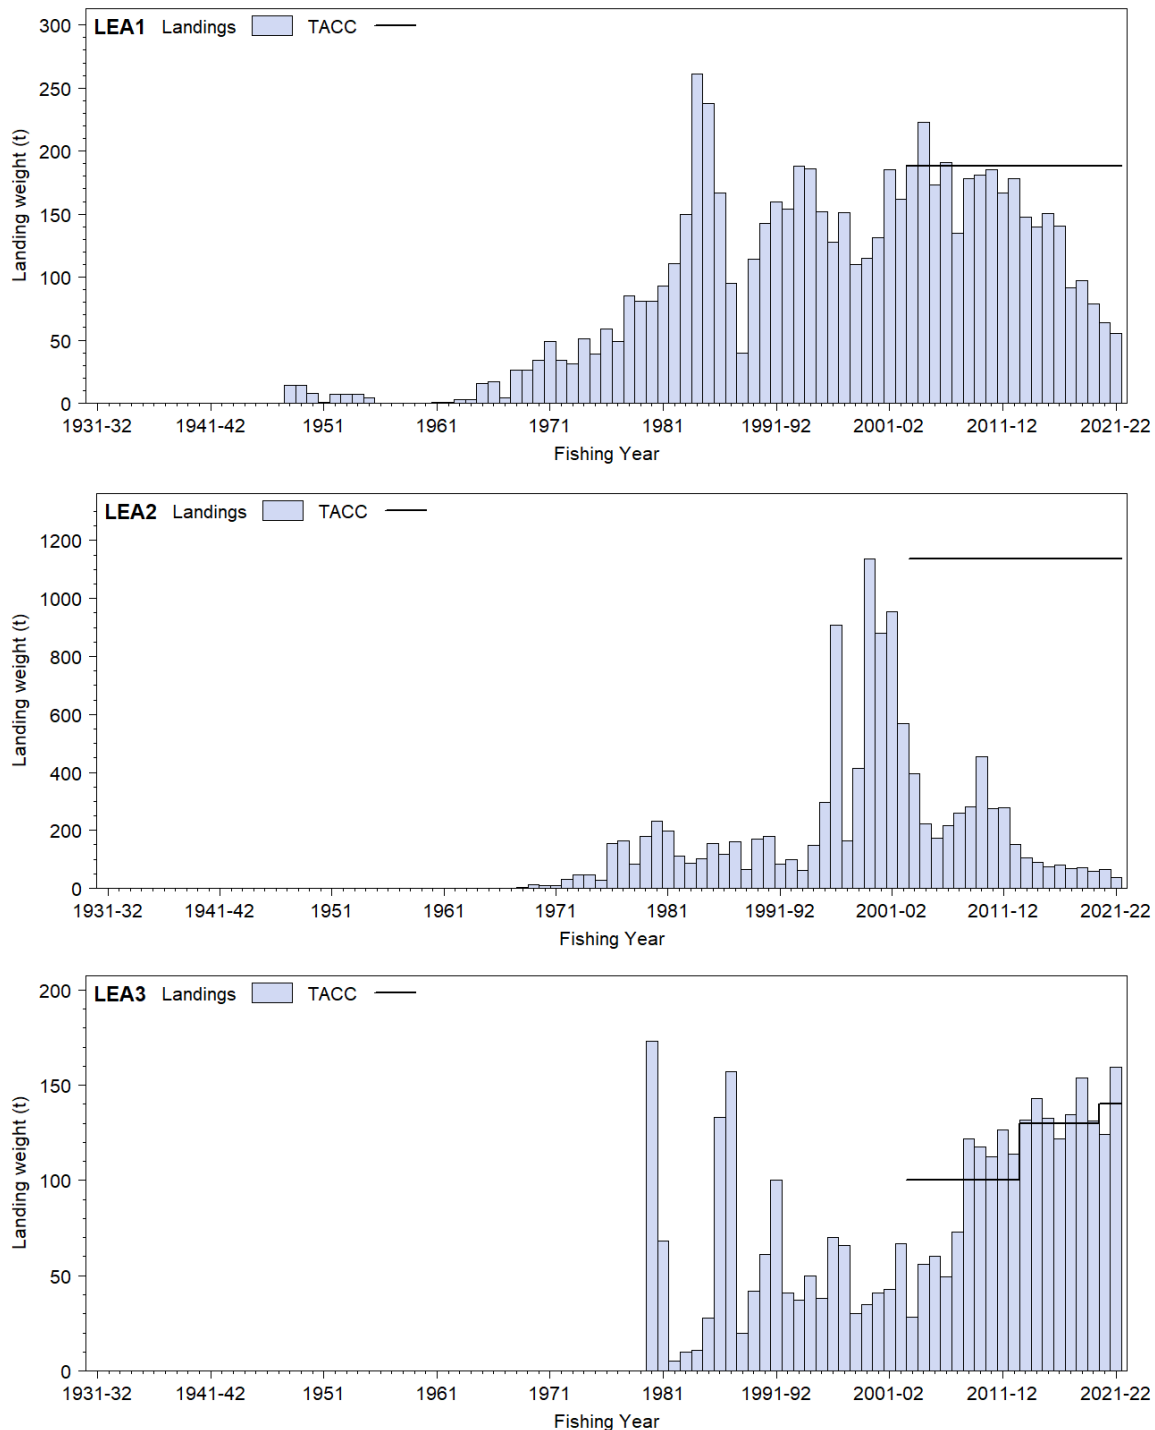 LEA1 Landings TACC
300
250
200
150
100
50
0
Landing weight (t)
1931-32 1941-42 1951 1961 1971 1981 1991-92 2001-02 2011-12 2021-22
Fishing Year
LEA2 Landings TACC
1200
1000
800
600
400
200
0
Landing weight (t)
1931-32 1941-42 1951 1961 1971 1981 1991-92 2001-02 2011-12 2021-22
Fishing Year
LEA3 Landings TACC
200
150
100
50
0
Landing weight (t)
1931-32 1941-42 1951 1961 1971 1981 1991-92 2001-02 2011-12 2021-22
Fishing Year